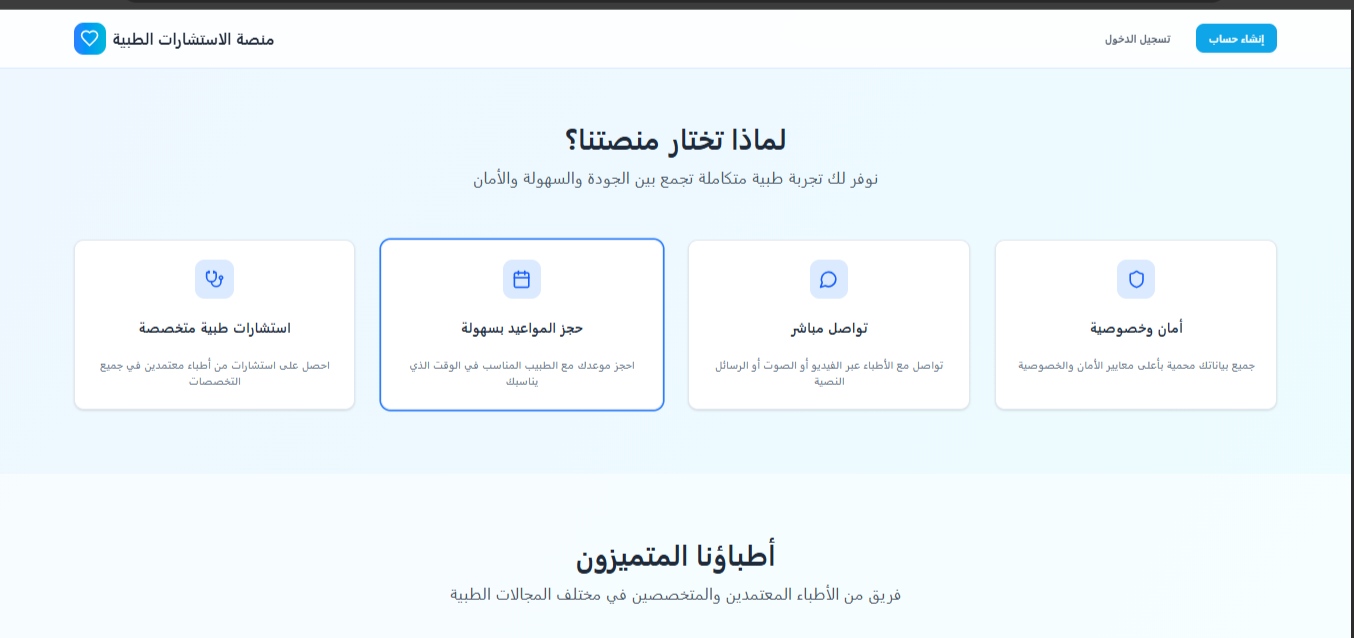 منصة الاستشارات الطبية
تسجيل الدخول
إنشاء حساب
لماذا تختار منصتنا؟
نوفر لك تجربة طبية متكاملة تجمع بين الجودة والسهولة والأمان
أمان وخصوصية
جميع بياناتك محمية بأعلى معايير الأمان والخصوصية
تواصل مباشر
تواصل مع الأطباء عبر الفيديو أو الصوت أو الرسائل
النصية
حجز المواعيد بسهولة
احجز موعدك مع الطبيب المناسب في الوقت الذي
يناسبك
استشارات طبية متخصصة
احصل على استشارات من أطباء معتمدين في جميع
التخصصات
أطباؤنا المتميزون
فريق من الأطباء المعتمدين والمتخصصين في مختلف المجالات الطبية